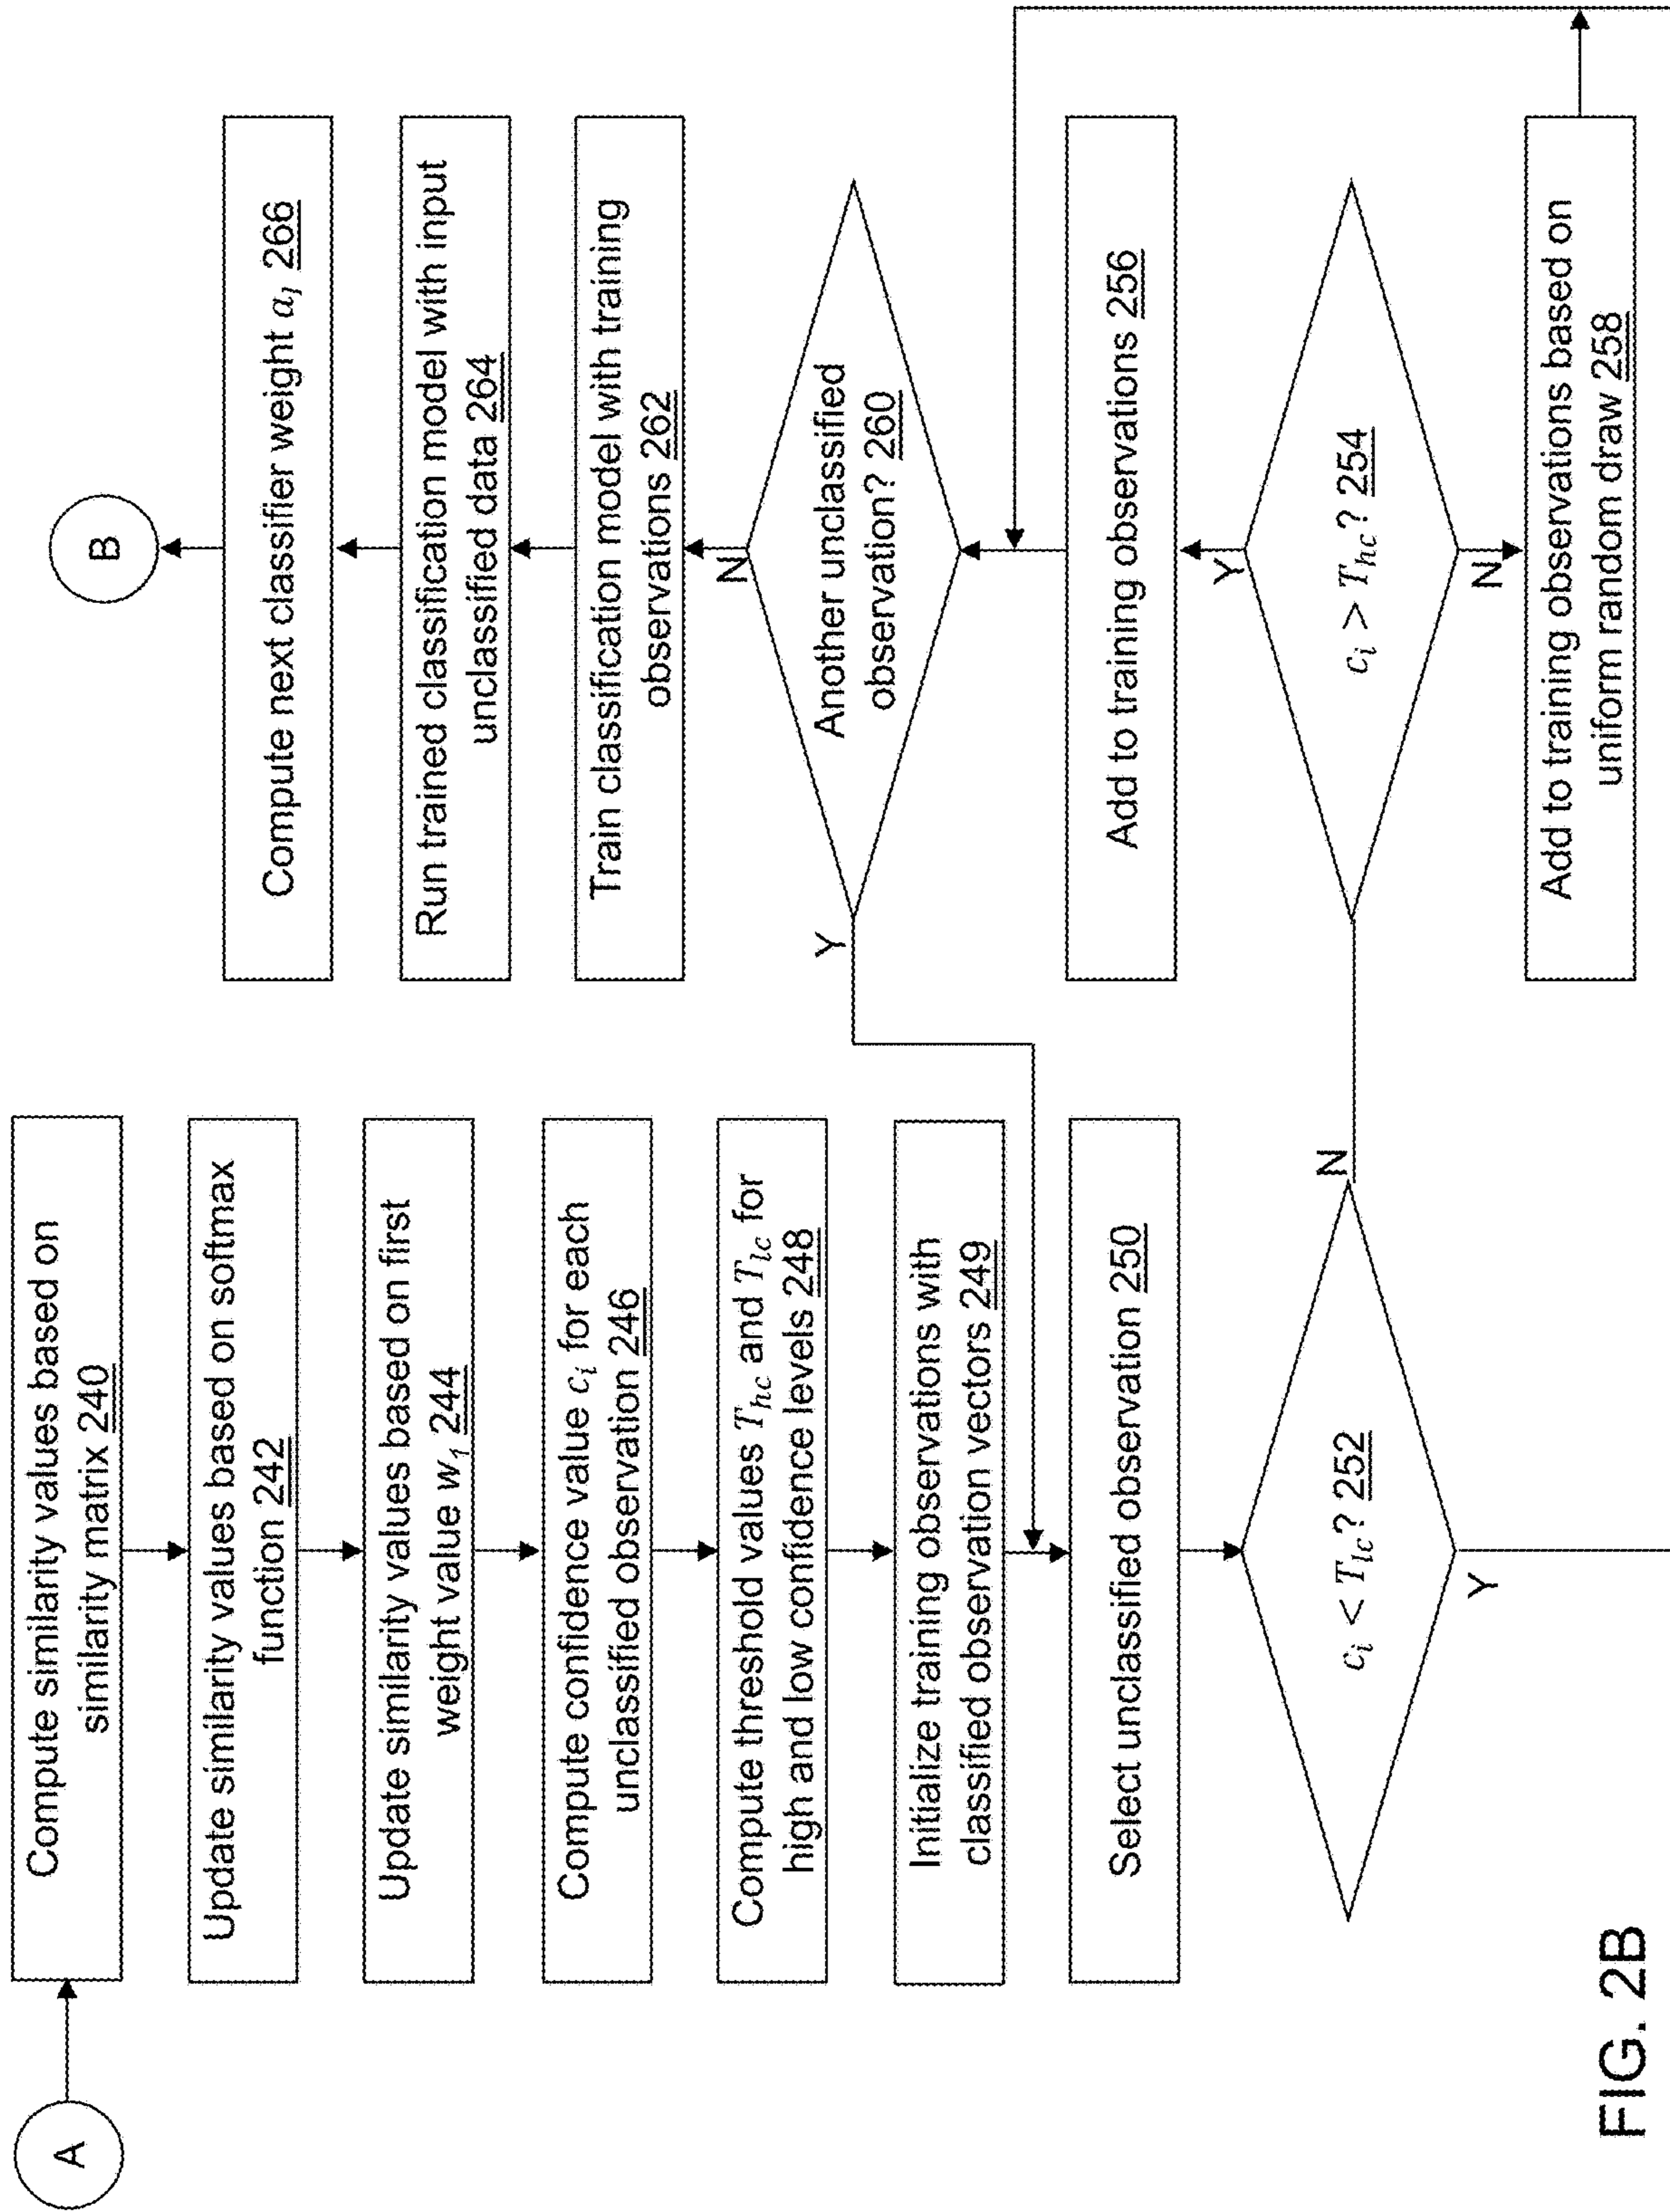 A
Compute similarity values based on
similarity matrix 240
Update similarity values based on softmax
function 242
Update similarity values based on first
weight value w₁ 244
Compute confidence value cᵢ for each
unclassified observation 246
Compute threshold values T_hc and T_lc for
high and low confidence levels 248
Initialize training observations with
classified observation vectors 249
Select unclassified observation 250
cᵢ < T_lc? 252
N
Y
B
Compute next classifier weight a_l 266
Run trained classification model with input
unclassified data 264
Train classification model with training
observations 262
N
Another unclassified
observation? 260
Y
Add to training observations 256
Y
cᵢ > T_hc? 254
N
Add to training observations based on
uniform random draw 258
FIG. 2B